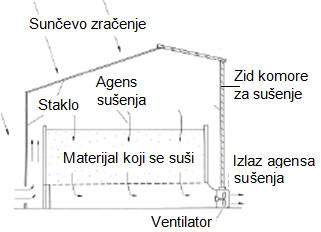 Sunčevo zračenje
Staklo
Agens
sušenja
Zid komore
za sušenje
Materijal koji se suši
Izlaz agensa
sušenja
Ventilator